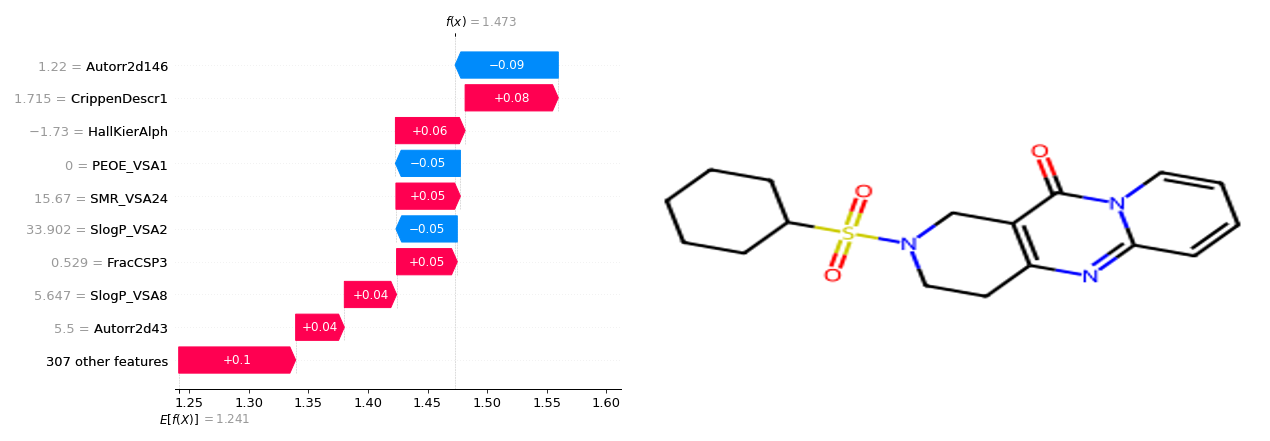 f(x) = 1.473
1.22 = Autorr2d146
−0.09
1.715 = CrippenDescr1
+0.08
−1.73 = HallKierAlph
+0.06
0 = PEOE_VSA1
−0.05
15.67 = SMR_VSA24
+0.05
33.902 = SlogP_VSA2
−0.05
0.529 = FracCSP3
+0.05
5.647 = SlogP_VSA8
+0.04
5.5 = Autorr2d43
+0.04
307 other features
+0.1
1.25 1.30 1.35 1.40 1.45 1.50 1.55 1.60
E[f(X)] = 1.241
O
O
N
S
N
O
N